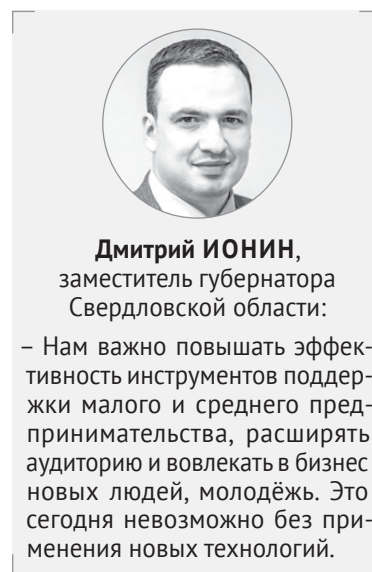 Дмитрий ИОНИН,
заместитель губернатора
Свердловской области:
– Нам важно повышать эффек-
тивность инструментов поддер-
жки малого и среднего пред-
принимательства, расширять
аудиторию и вовлекать в бизнес
новых людей, молодёжь. Это
сегодня невозможно без при-
менения новых технологий.